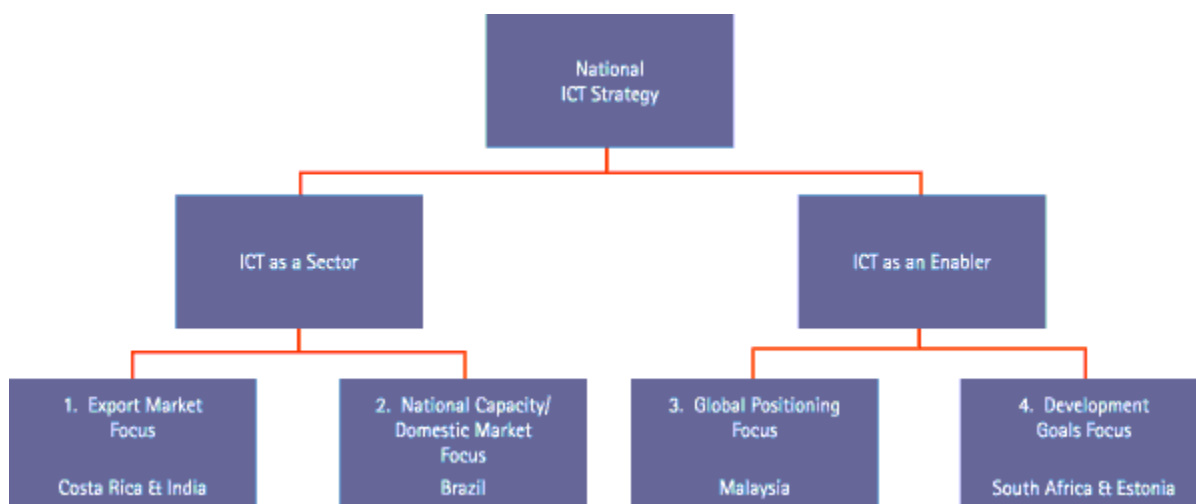 National
ICT Strategy
ICT as a Sector
ICT as an Enabler
1. Export Market
Focus
Costa Rica & India
2. National Capacity/
Domestic Market
Focus
Brazil
3. Global Positioning
Focus
Malaysia
4. Development
Goals Focus
South Africa & Estonia